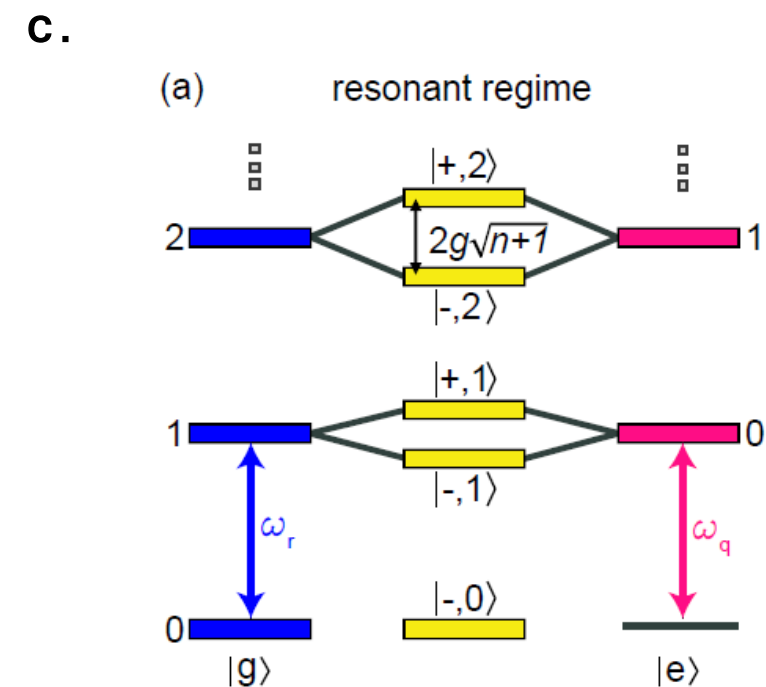 c.
(a) resonant regime
|+,2⟩
2 2g√n+1 1
|-,2⟩
|+,1⟩
1 0
|-,1⟩
ωr ωq
|-,0⟩
0
|g⟩ |e⟩